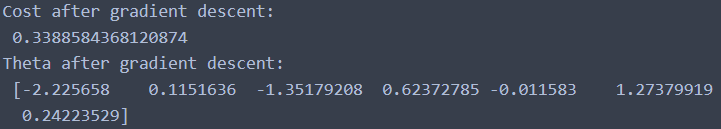 Cost after gradient descent:
0.3388584368120874
Theta after gradient descent:
[-2.225658 0.1151636 -1.35179208 0.62372785 -0.011583 1.27379919
0.24223529]